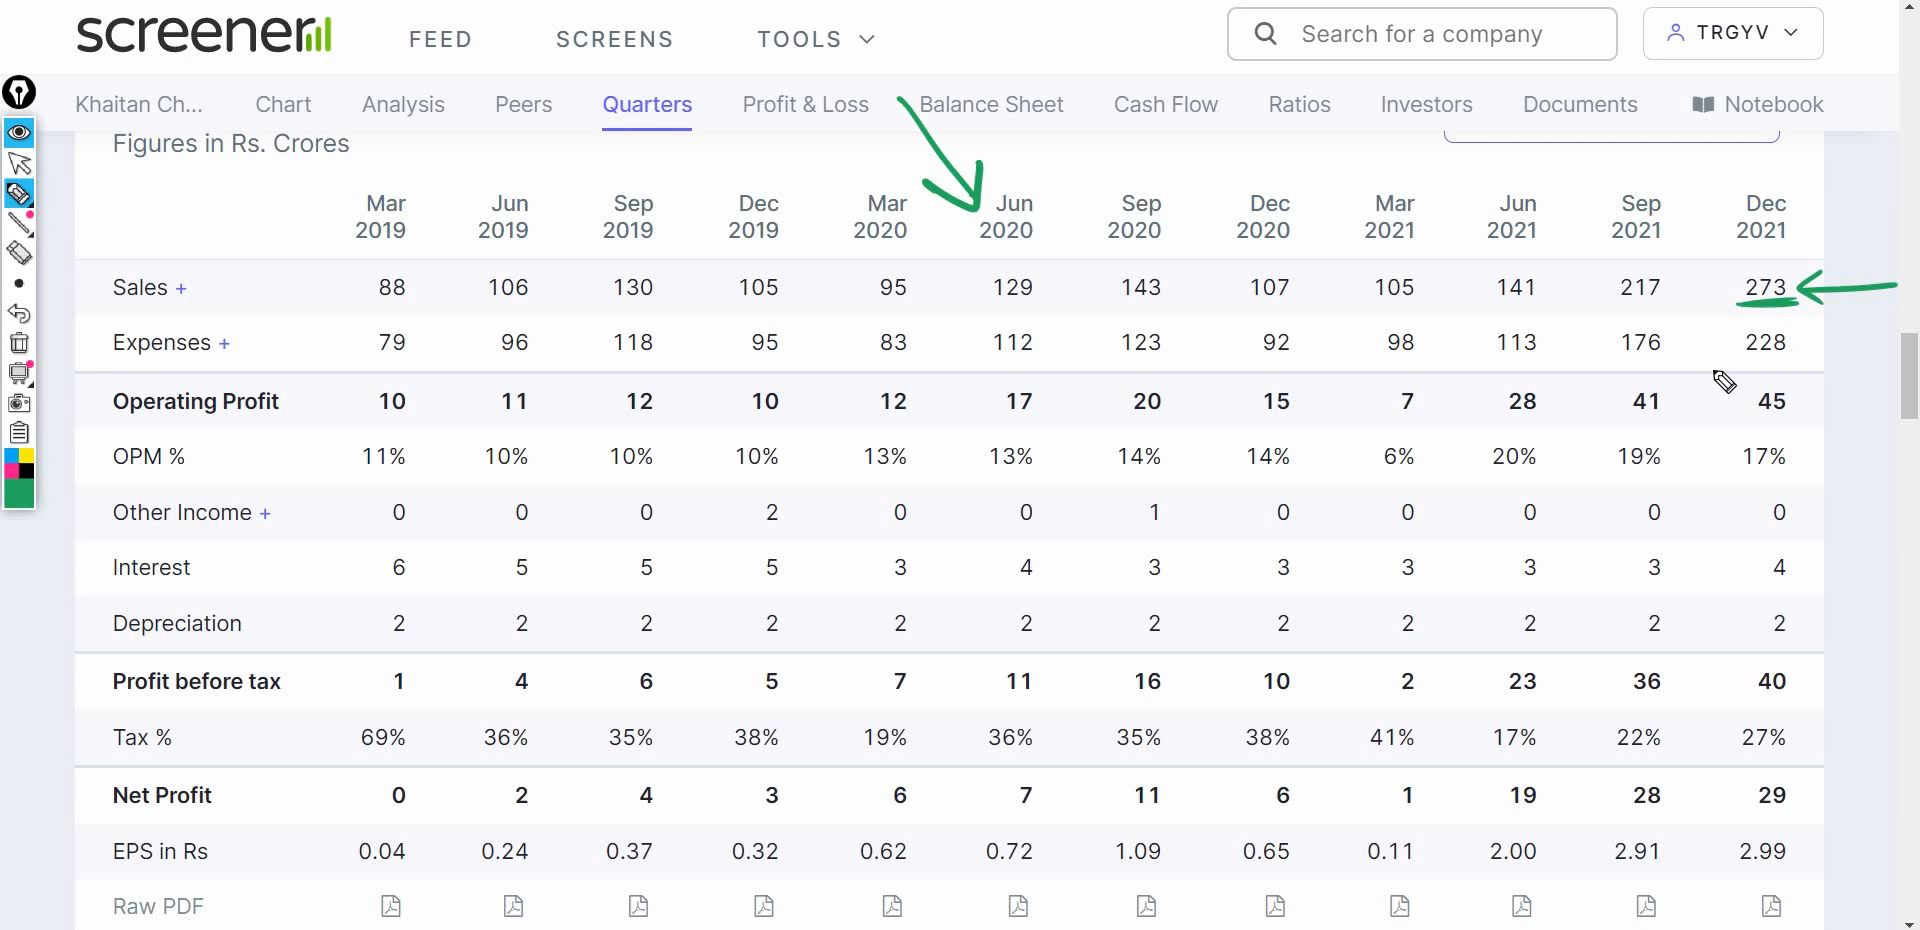 screener FEED SCREENS TOOLS Search for a company TRGYV
Khaitan Ch... Chart Analysis Peers Quarters Profit & Loss Balance Sheet Cash Flow Ratios Investors Documents Notebook
Figures in Rs. Crores
Mar Jun Sep Dec Mar Jun Sep Dec Mar Jun Sep Dec
2019 2019 2019 2019 2020 2020 2020 2020 2021 2021 2021 2021
Sales + 88 106 130 105 95 129 143 107 105 141 217 273
Expenses + 79 96 118 95 83 112 123 92 98 113 176 228
Operating Profit 10 11 12 10 12 17 20 15 7 28 41 45
OPM % 11% 10% 10% 10% 13% 13% 14% 14% 6% 20% 19% 17%
Other Income + 0 0 0 2 0 0 1 0 0 0 0 0
Interest 6 5 5 5 3 4 3 3 3 3 3 4
Depreciation 2 2 2 2 2 2 2 2 2 2 2 2
Profit before tax 1 4 6 5 7 11 16 10 2 23 36 40
Tax % 69% 36% 35% 38% 19% 36% 35% 38% 41% 17% 22% 27%
Net Profit 0 2 4 3 6 7 11 6 1 19 28 29
EPS in Rs 0.04 0.24 0.37 0.32 0.62 0.72 1.09 0.65 0.11 2.00 2.91 2.99
Raw PDF